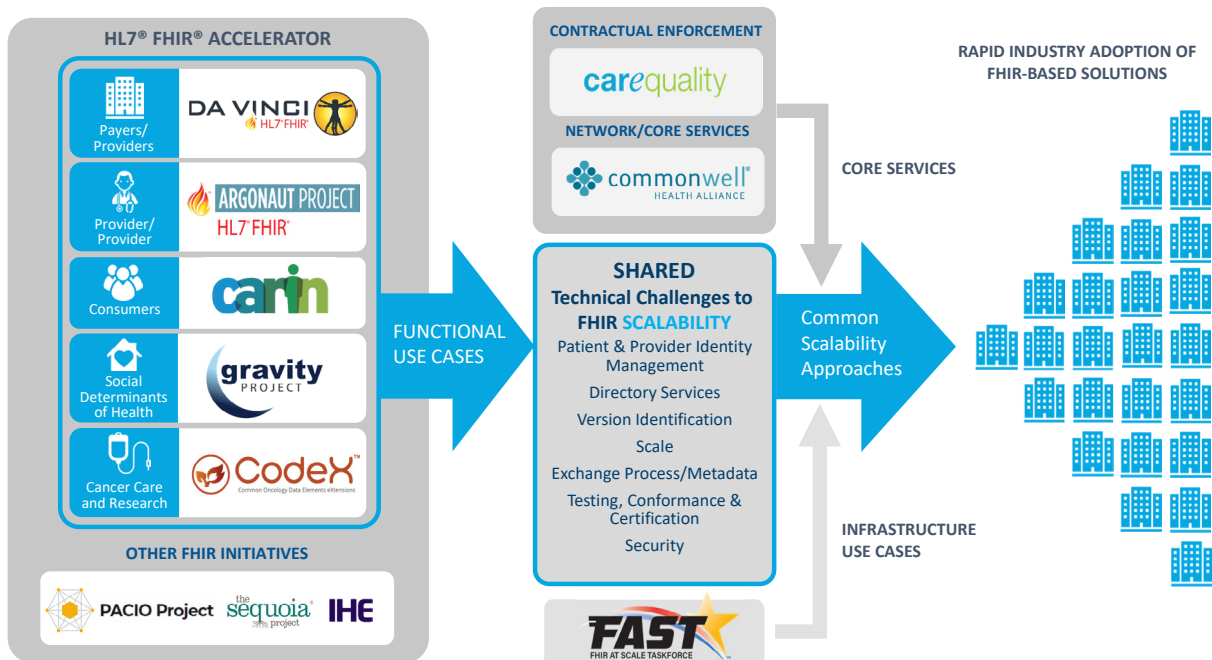 HL7® FHIR® ACCELERATOR
Payers/
Providers
DA VINCI
HL7®FHIR®
Provider/
Provider
ARGONAUT PROJECT
HL7®FHIR®
Consumers
carin
Social
Determinants
of Health
gravity
PROJECT
Cancer Care
and Research
CodeX™
Common Oncology Data Elements eXtensions
OTHER FHIR INITIATIVES
PACIO Project
the
sequoia®
project
IHE
FUNCTIONAL
USE CASES
CONTRACTUAL ENFORCEMENT
carequality
NETWORK/CORE SERVICES
commonwell®
HEALTH ALLIANCE
SHARED
Technical Challenges to
FHIR SCALABILITY
Patient & Provider Identity
Management
Directory Services
Version Identification
Scale
Exchange Process/Metadata
Testing, Conformance &
Certification
Security
FAST
FHIR AT SCALE TASKFORCE
CORE SERVICES
Common
Scalability
Approaches
INFRASTRUCTURE
USE CASES
RAPID INDUSTRY ADOPTION OF
FHIR-BASED SOLUTIONS